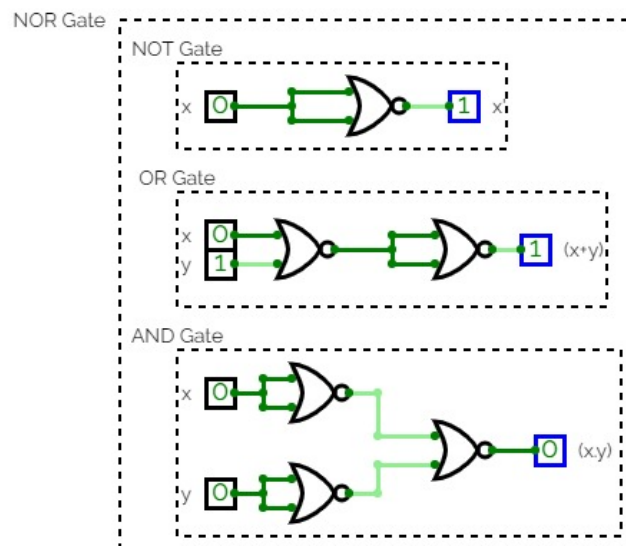 NOR Gate
NOT Gate
x 0 1 x'
OR Gate
x 0
y 1
1 (x+y)
AND Gate
x 0
0 (x.y)
y 0